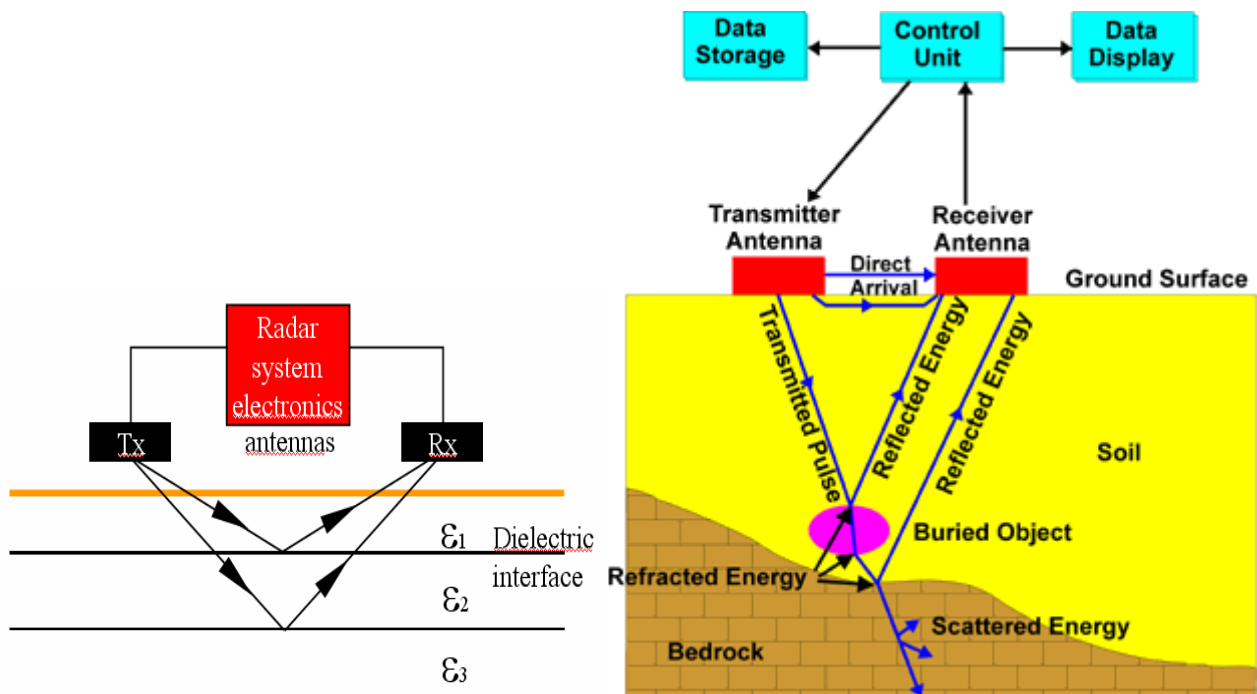 Radar
system
electronics
antennas
Tx
Rx
ε1
Dielectric
interface
ε2
ε3
Data
Storage
Control
Unit
Data
Display
Transmitter
Antenna
Receiver
Antenna
Direct
Arrival
Ground Surface
Transmitted Pulse
Reflected Energy
Reflected Energy
Soil
Buried Object
Refracted Energy
Scattered Energy
Bedrock